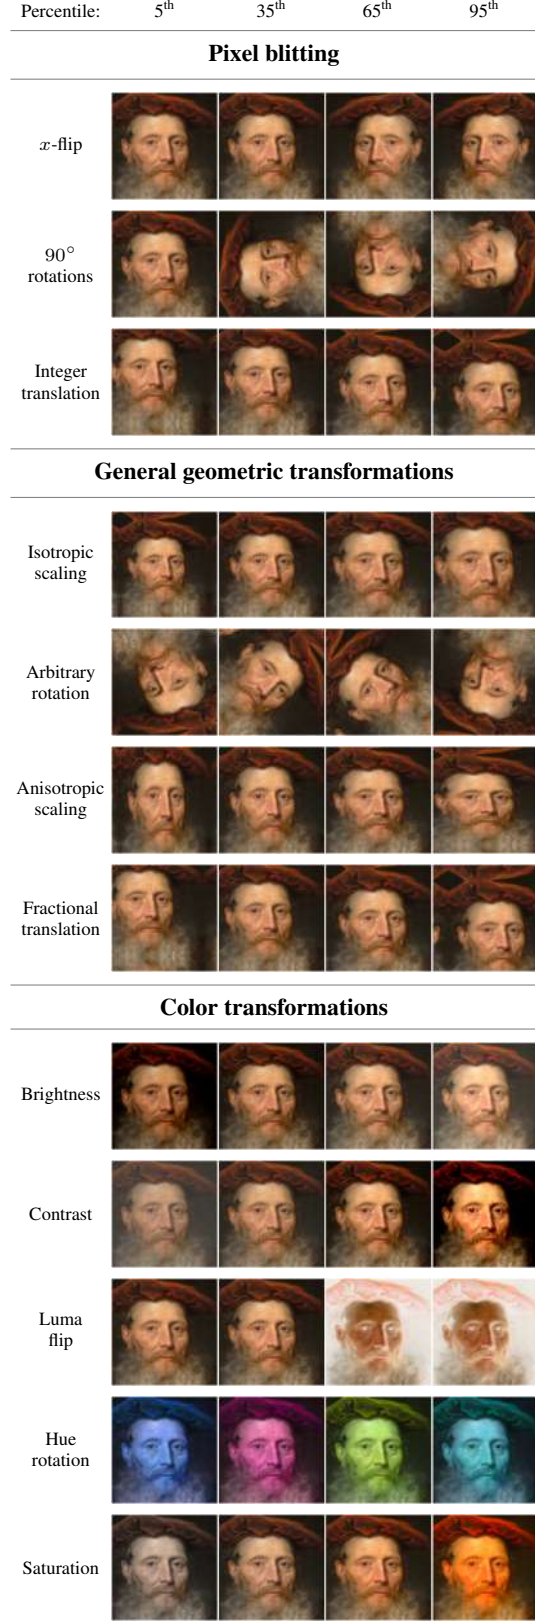 Percentile: 5th 35th 65th 95th
Pixel blitting
x-flip
90°
rotations
Integer
translation
General geometric transformations
Isotropic
scaling
Arbitrary
rotation
Anisotropic
scaling
Fractional
translation
Color transformations
Brightness
Contrast
Luma
flip
Hue
rotation
Saturation